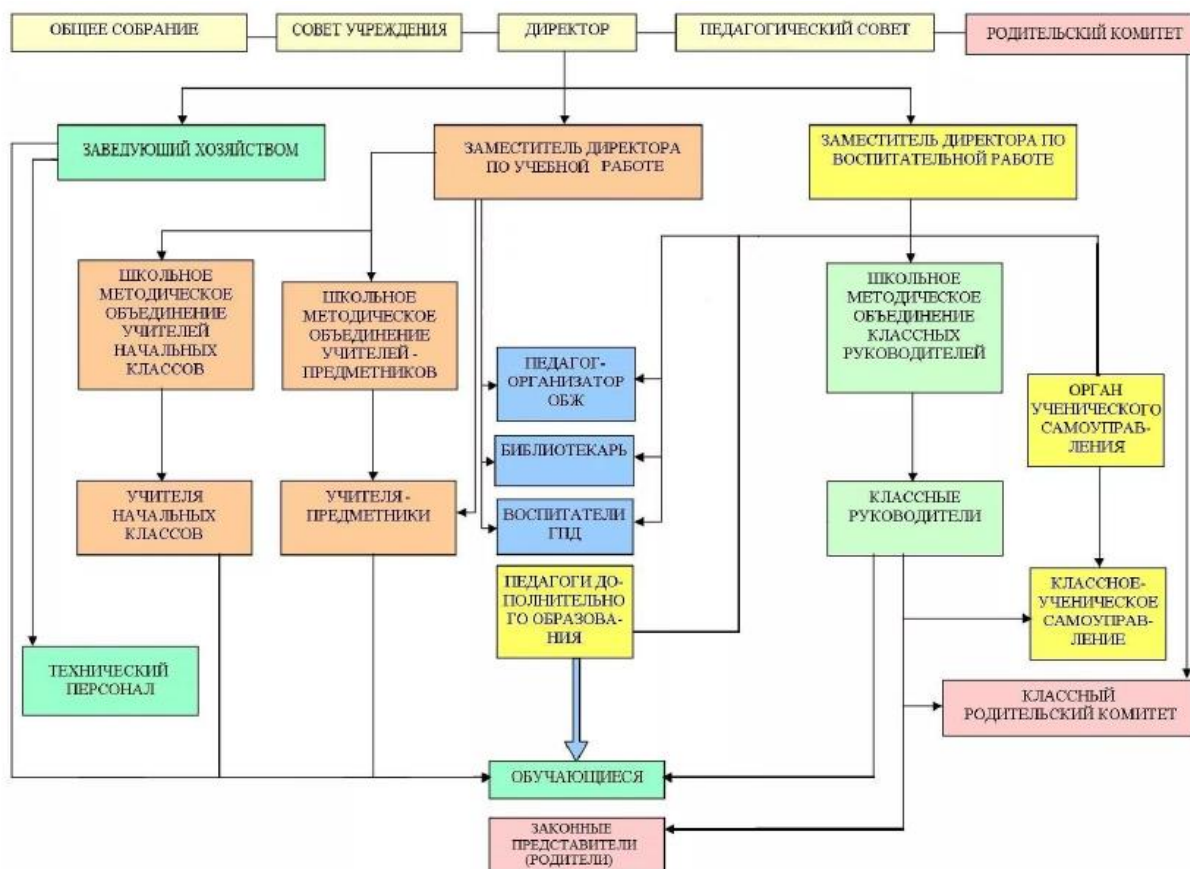 ОБЩЕЕ СОБРАНИЕ
СОВЕТ УЧРЕЖДЕНИЯ
ДИРЕКТОР
ПЕДАГОГИЧЕСКИЙ СОВЕТ
РОДИТЕЛЬСКИЙ КОМИТЕТ
ЗАВЕДУЮЩИЙ ХОЗЯЙСТВОМ
ЗАМЕСТИТЕЛЬ ДИРЕКТОРА
ПО УЧЕБНОЙ РАБОТЕ
ЗАМЕСТИТЕЛЬ ДИРЕКТОРА ПО
ВОСПИТАТЕЛЬНОЙ РАБОТЕ
ШКОЛЬНОЕ
МЕТОДИЧЕСКОЕ
ОБЪЕДИНЕНИЕ
УЧИТЕЛЕЙ
НАЧАЛЬНЫХ
КЛАССОВ
ШКОЛЬНОЕ
МЕТОДИЧЕСКОЕ
ОБЪЕДИНЕНИЕ
УЧИТЕЛЕЙ -
ПРЕДМЕТНИКОВ
ШКОЛЬНОЕ
МЕТОДИЧЕСКОЕ
ОБЪЕДИНЕНИЕ
КЛАССНЫХ
РУКОВОДИТЕЛЕЙ
ПЕДАГОГ-
ОРГАНИЗАТОР
ОБЖ
ОРГАН
УЧЕНИЧЕСКОГО
САМОУПРАВ-
ЛЕНИЯ
БИБЛИОТЕКАРЬ
УЧИТЕЛЯ
НАЧАЛЬНЫХ
КЛАССОВ
УЧИТЕЛЯ -
ПРЕДМЕТНИКИ
ВОСПИТАТЕЛИ
ГПД
КЛАССНЫЕ
РУКОВОДИТЕЛИ
ПЕДАГОГИ ДО-
ПОЛНИТЕЛЬНО
ГО ОБРАЗОВА-
НИЯ
КЛАССНОЕ-
УЧЕНИЧЕСКОЕ
САМОУПРАВ-
ЛЕНИЕ
ТЕХНИЧЕСКИЙ
ПЕРСОНАЛ
КЛАССНЫЙ
РОДИТЕЛЬСКИЙ КОМИТЕТ
ОБУЧАЮЩИЕСЯ
ЗАКОННЫЕ
ПРЕДСТАВИТЕЛИ
(РОДИТЕЛИ)